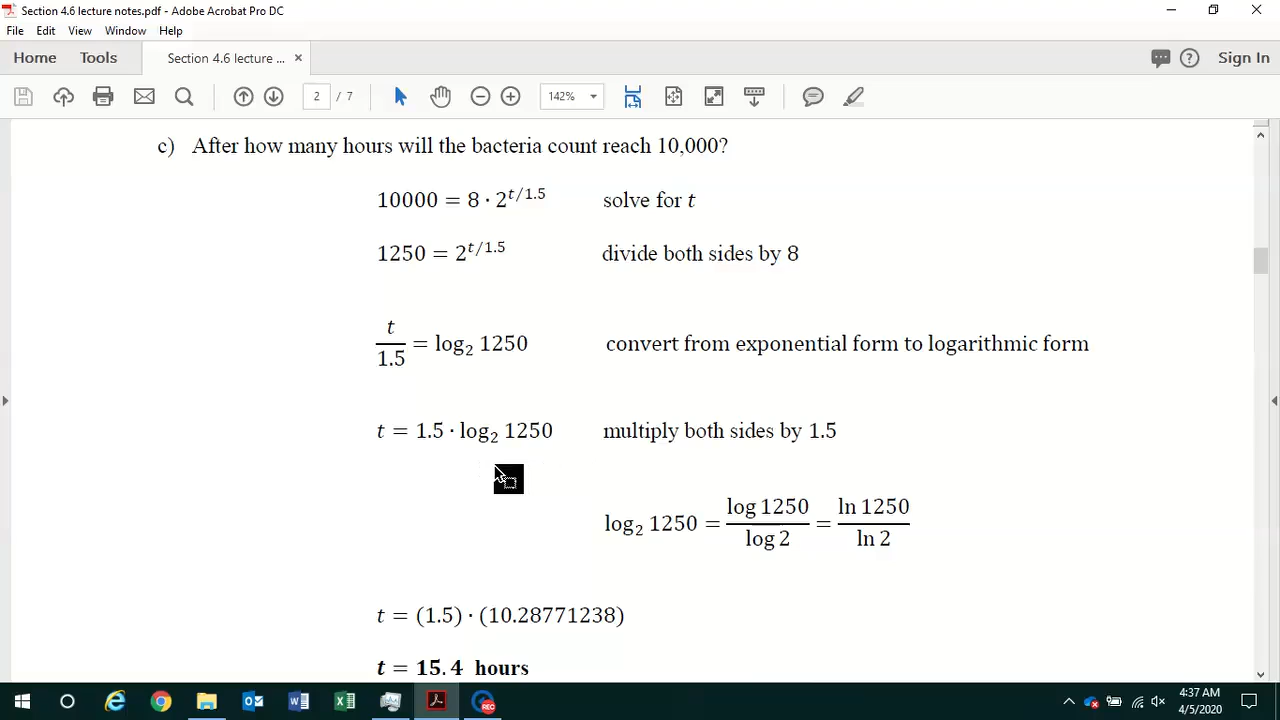 Section 4.6 lecture notes.pdf - Adobe Acrobat Pro DC
File Edit View Window Help
Home Tools Section 4.6 lecture ... × Sign In
2 / 7 142%
c) After how many hours will the bacteria count reach 10,000?
10000 = 8 · 2^{t/1.5} solve for t
1250 = 2^{t/1.5} divide both sides by 8
t/1.5 = log₂ 1250 convert from exponential form to logarithmic form
t = 1.5 · log₂ 1250 multiply both sides by 1.5
log₂ 1250 = log 1250/log 2 = ln 1250/ln 2
t = (1.5) · (10.28771238)
t = 15.4 hours
REC
4:37 AM
4/5/2020